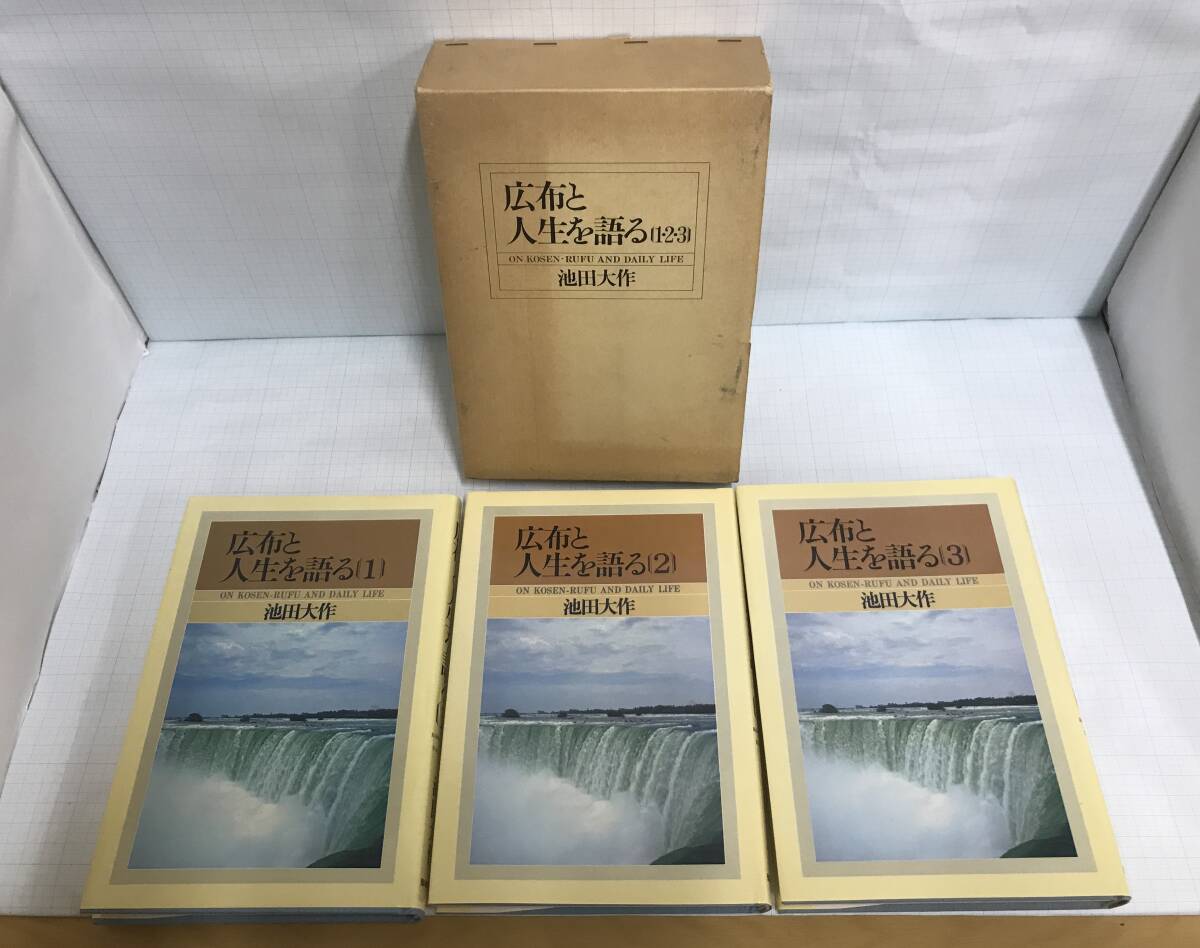 広布と
人生を語る(1・2・3)
ON KOSEN-RUFU AND DAILY LIFE
池田大作
広布と
人生を語る(1)
ON KOSEN-RUFU AND DAILY LIFE
池田大作
広布と
人生を語る(2)
ON KOSEN-RUFU AND DAILY LIFE
池田大作
広布と
人生を語る(3)
ON KOSEN-RUFU AND DAILY LIFE
池田大作